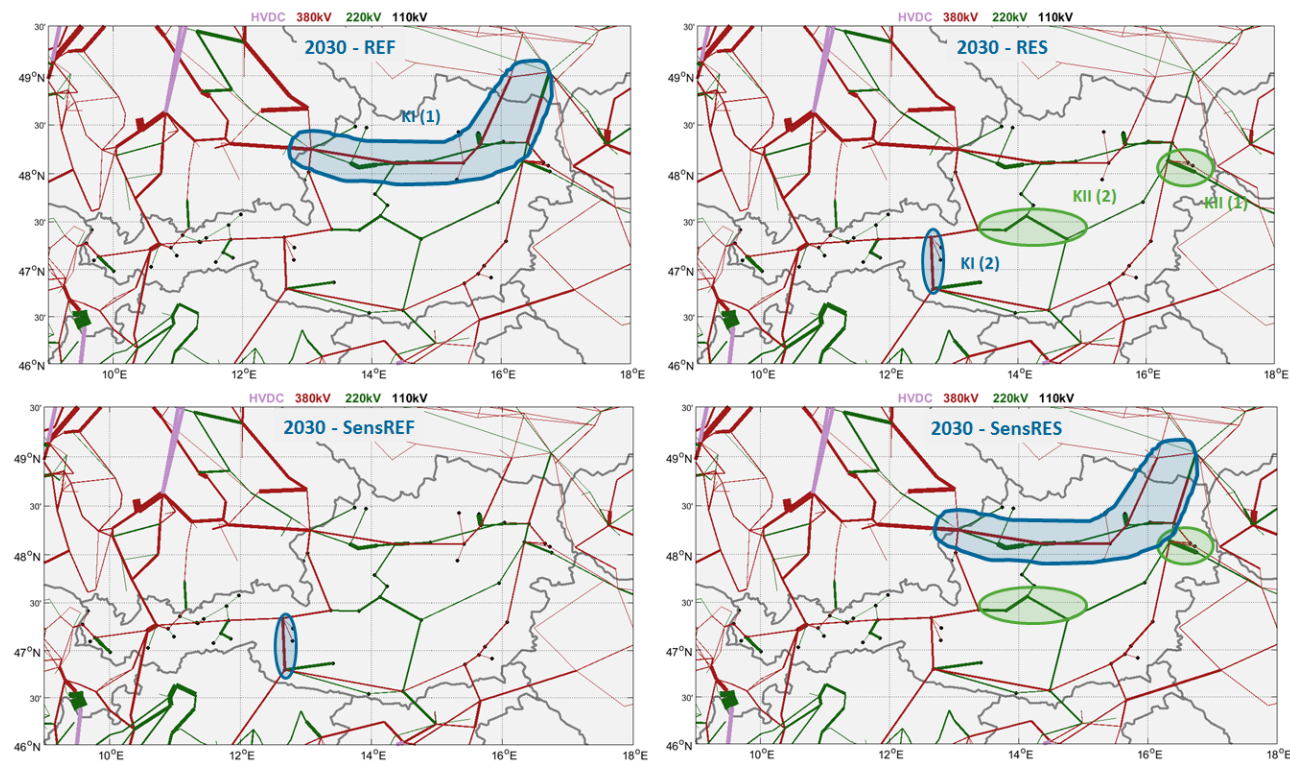 HVDC 380kV 220kV 110kV
2030 - REF
KI (1)
30'
49°N
30'
48°N
30'
47°N
30'
46°N
10°E 12°E 14°E 16°E 18°E
HVDC 380kV 220kV 110kV
2030 - RES
KII (2)
KII (1)
KI (2)
30'
49°N
30'
48°N
30'
47°N
30'
46°N
10°E 12°E 14°E 16°E 18°E
HVDC 380kV 220kV 110kV
2030 - SensREF
30'
49°N
30'
48°N
30'
47°N
30'
46°N
10°E 12°E 14°E 16°E 18°E
HVDC 380kV 220kV 110kV
2030 - SensRES
30'
49°N
30'
48°N
30'
47°N
30'
46°N
10°E 12°E 14°E 16°E 18°E